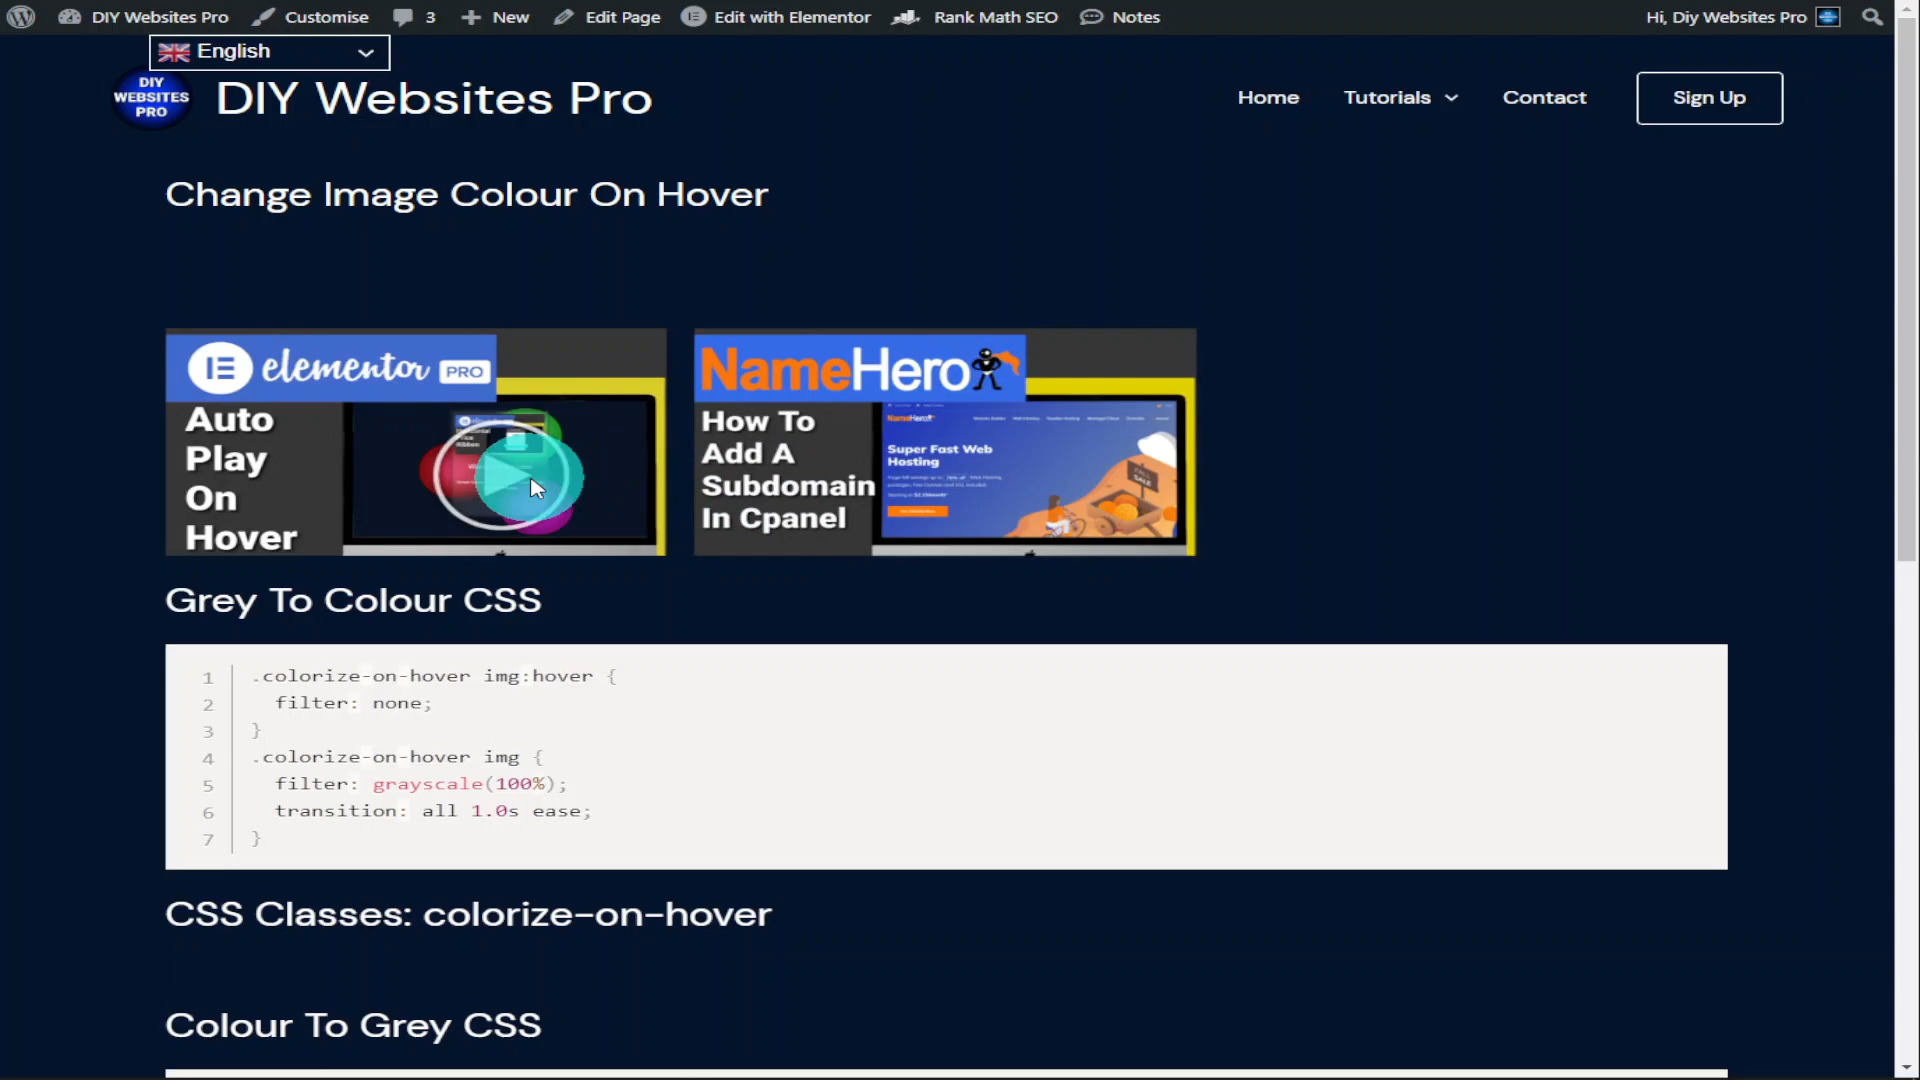 DIY Websites Pro
Customise
3
New
Edit Page
Edit with Elementor
Rank Math SEO
Notes
Hi, Diy Websites Pro
English
DIY
WEBSITES
PRO
DIY Websites Pro
Home
Tutorials
Contact
Sign Up
Change Image Colour On Hover
elementor PRO
Auto
Play
On
Hover
NameHero
How To
Add A
Subdomain
In Cpanel
NameHero
Super Fast Web
Hosting
Grey To Colour CSS
1 .colorize-on-hover img:hover {
2 filter: none;
3 }
4 .colorize-on-hover img {
5 filter: grayscale(100%);
6 transition: all 1.0s ease;
7 }
CSS Classes: colorize-on-hover
Colour To Grey CSS